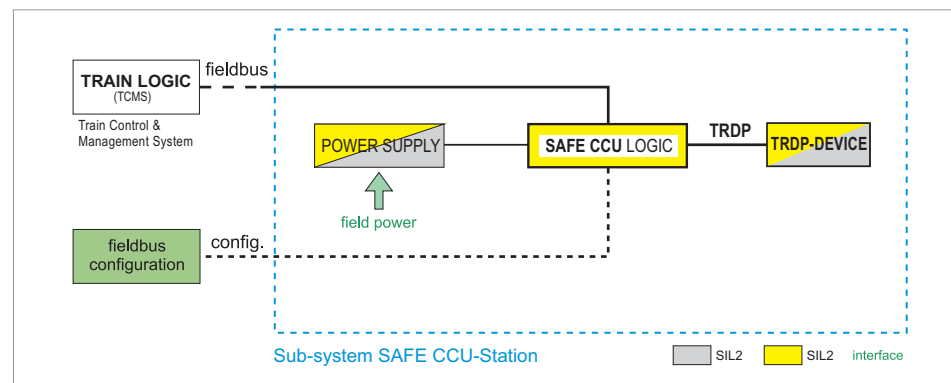 TRAIN LOGIC
(TCMS)
Train Control &
Management System
fieldbus
POWER SUPPLY
field power
SAFE CCU LOGIC
TRDP
TRDP-DEVICE
fieldbus
configuration
config.
Sub-system SAFE CCU-Station
SIL2
SIL2
interface